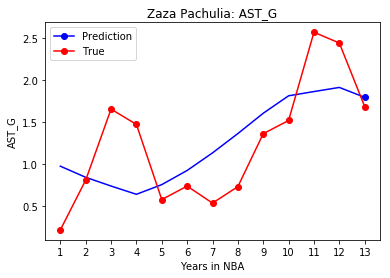 Zaza Pachulia: AST_G
Prediction
True
AST_G
2.5
2.0
1.5
1.0
0.5
1 2 3 4 5 6 7 8 9 10 11 12 13
Years in NBA